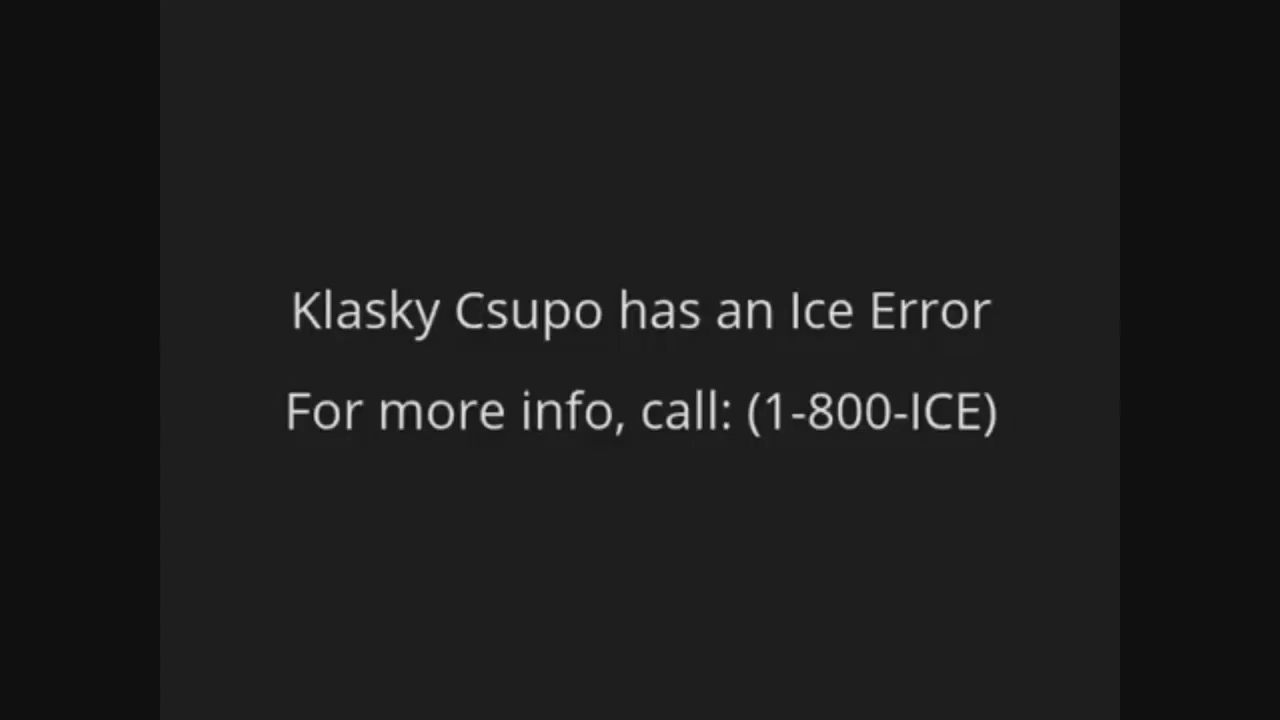 Klasky Csupo has an Ice Error
For more info, call: (1-800-ICE)